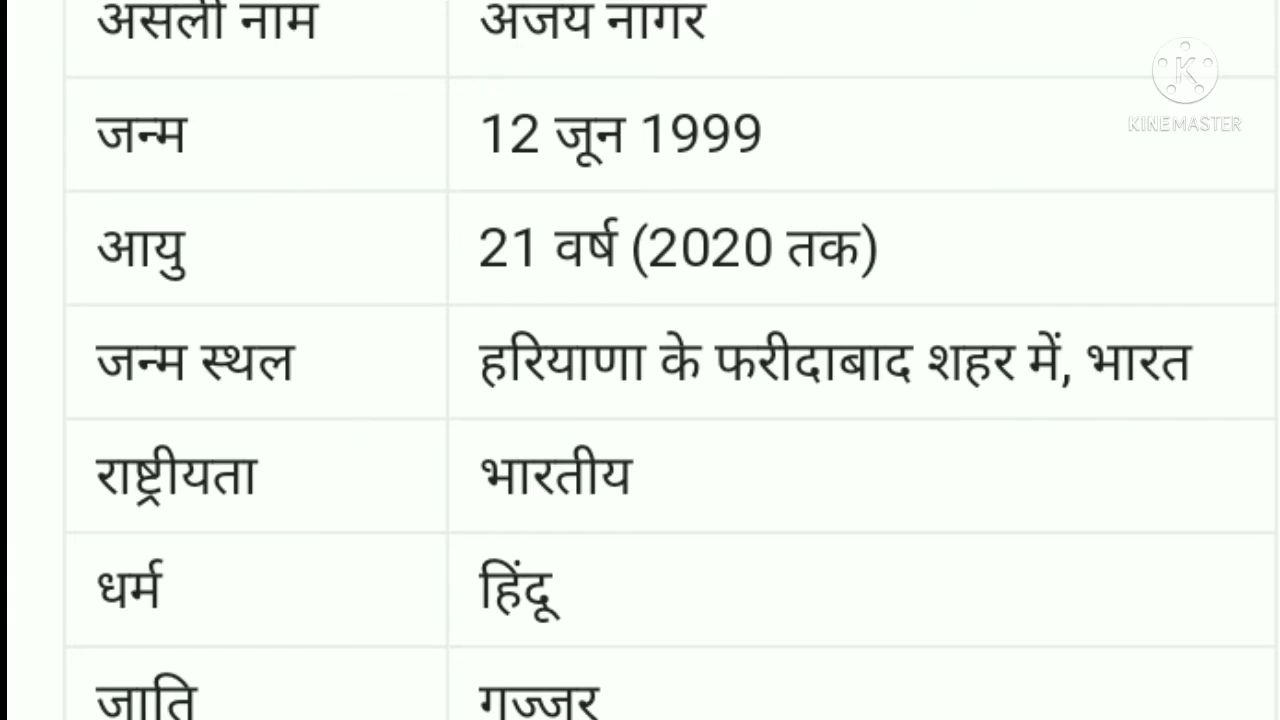 असली नाम अजय नागर
KINEMASTER
जन्म 12 जून 1999
आयु 21 वर्ष (2020 तक)
जन्म स्थल हरियाणा के फरीदाबाद शहर में, भारत
राष्ट्रीयता भारतीय
धर्म हिंदू
जाति गुज्जर